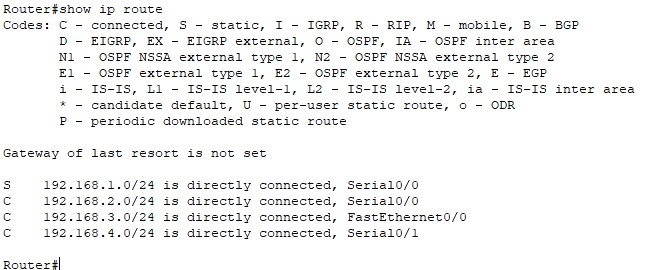 Router#show ip route
Codes: C - connected, S - static, I - IGRP, R - RIP, M - mobile, B - BGP
D - EIGRP, EX - EIGRP external, O - OSPF, IA - OSPF inter area
N1 - OSPF NSSA external type 1, N2 - OSPF NSSA external type 2
E1 - OSPF external type 1, E2 - OSPF external type 2, E - EGP
i - IS-IS, L1 - IS-IS level-1, L2 - IS-IS level-2, ia - IS-IS inter area
* - candidate default, U - per-user static route, o - ODR
P - periodic downloaded static route
Gateway of last resort is not set
S 192.168.1.0/24 is directly connected, Serial0/0
C 192.168.2.0/24 is directly connected, Serial0/0
C 192.168.3.0/24 is directly connected, FastEthernet0/0
C 192.168.4.0/24 is directly connected, Serial0/1
Router#